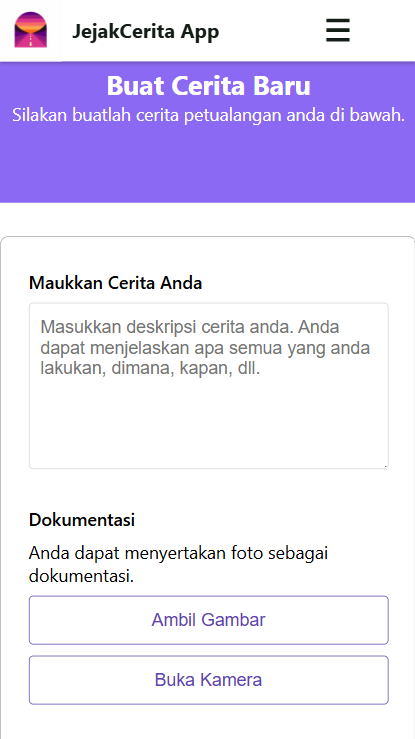 JejakCerita App
Buat Cerita Baru
Silakan buatlah cerita petualangan anda di bawah.
Maukkan Cerita Anda
Masukkan deskripsi cerita anda. Anda
dapat menjelaskan apa semua yang anda
lakukan, dimana, kapan, dll.
Dokumentasi
Anda dapat menyertakan foto sebagai
dokumentasi.
Ambil Gambar
Buka Kamera